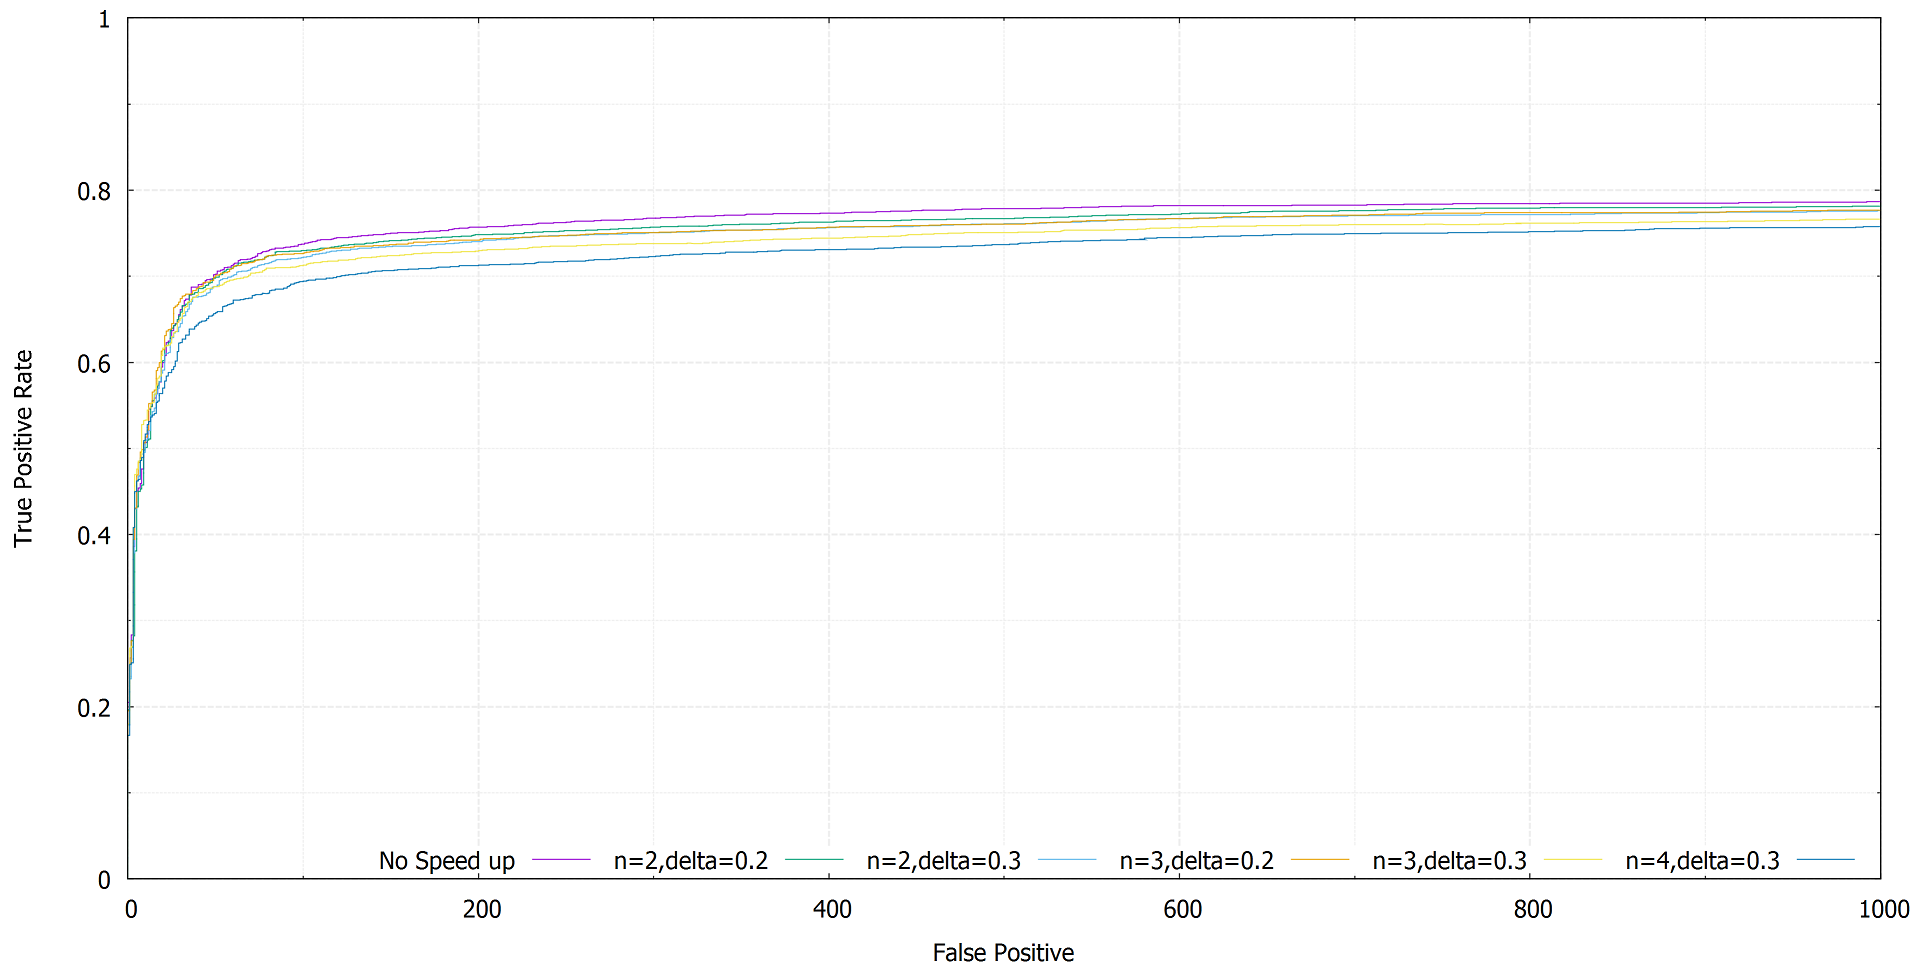 1
0.8
0.6
0.4
0.2
0
True Positive Rate
No Speed up n=2,delta=0.2 n=2,delta=0.3 n=3,delta=0.2 n=3,delta=0.3 n=4,delta=0.3
0 200 400 600 800 1000
False Positive